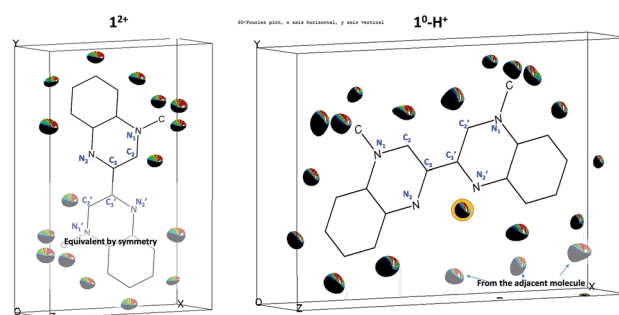 1²⁺
3D-Fourier plot, x axis horizontal, y axis vertical
1⁰-H⁺
Y
C
N₁
C₂
N₂
C₃
C₂'
C₃
N₂'
N₁'
C
Equivalent by symmetry
X
O
Z
Y
C
N₁
C₂
C₃
N₂
C₂'
C₃'
N₁
C
N₂'
From the adjacent molecule
X
O
Z